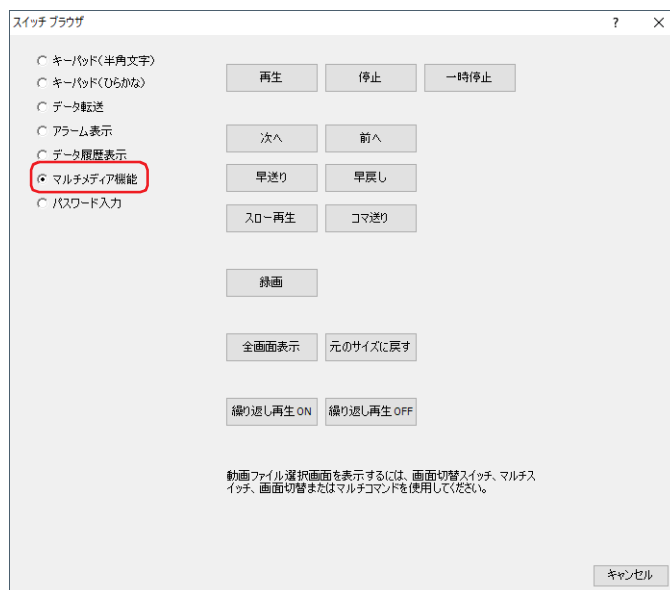 スイッチ ブラウザ
?
キーパッド(半角文字)
キーパッド(ひらかな)
データ転送
アラーム表示
データ履歴表示
マルチメディア機能
パスワード入力
再生 停止 一時停止
次へ 前へ
早送り 早戻し
スロー再生 コマ送り
録画
全画面表示 元のサイズに戻す
繰り返し再生 ON 繰り返し再生 OFF
動画ファイル選択画面を表示するには、画面切替スイッチ、マルチス
イッチ、画面切替またはマルチコマンドを使用してください。
キャンセル